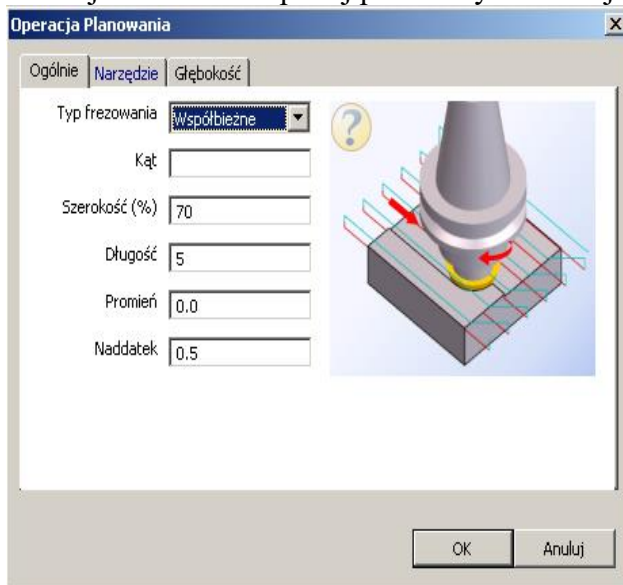 Operacja Planowania
Ogólnie Narzędzie Głębokość
Typ frezowania Współbieżne
Kąt
Szerokość (%) 70
Długość 5
Promień 0.0
Naddatek 0.5
?
OK Anuluj